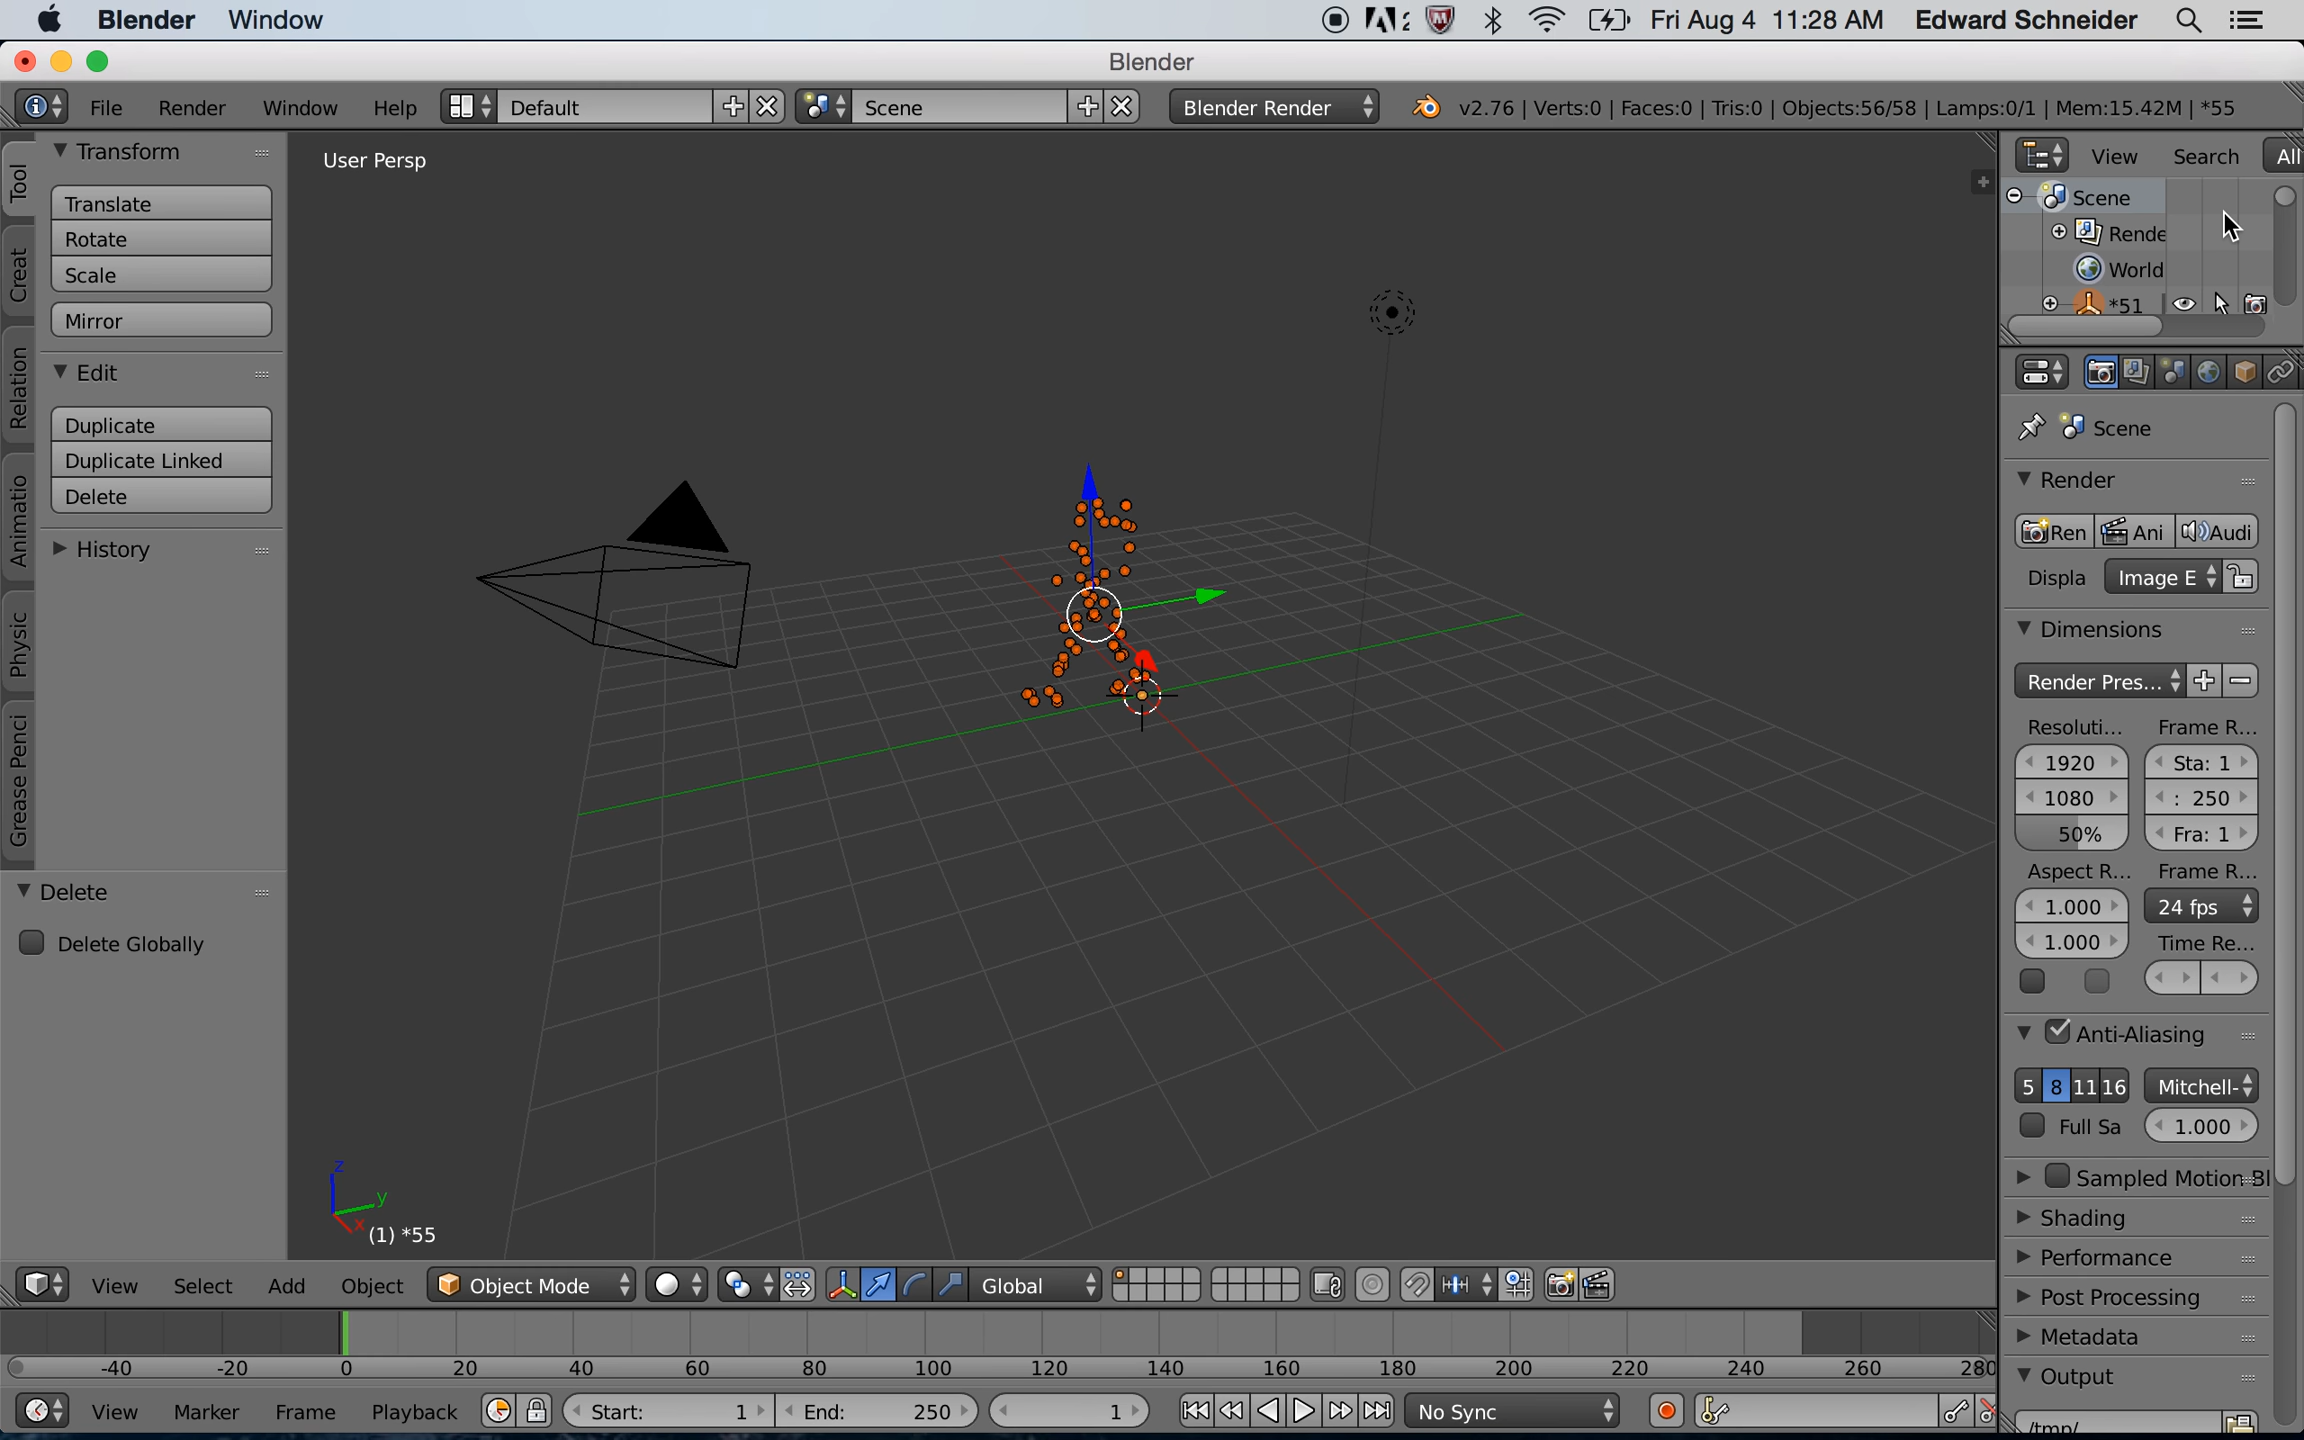 Blender Window
Fri Aug 4 11:28 AM Edward Schneider
Blender
File Render Window Help Default Scene Blender Render v2.76 | Verts:0 | Faces:0 | Tris:0 | Objects:56/58 | Lamps:0/1 | Mem:15.42M | *55
Tool
Creat
Relation
Animatio
Physic
Grease Penci
Transform
Translate
Rotate
Scale
Mirror
Edit
Duplicate
Duplicate Linked
Delete
History
Delete
Delete Globally
User Persp
z
y
x
(1) *55
View Search All
Scene
Rende
World
*51
Scene
Render
Ren Ani Audi
Displa Image E
Dimensions
Render Pres...
Resoluti... Frame R...
1920 Sta: 1
1080 : 250
50% Fra: 1
Aspect R... Frame R...
1.000 24 fps
1.000 Time Re...
Anti-Aliasing
5 8 11 16 Mitchell-
Full Sa 1.000
Sampled Motion Bl
Shading
Performance
Post Processing
Metadata
Output
/tmp/
View Select Add Object Object Mode Global
-40 -20 0 20 40 60 80 100 120 140 160 180 200 220 240 260 280
View Marker Frame Playback Start: 1 End: 250 1 No Sync